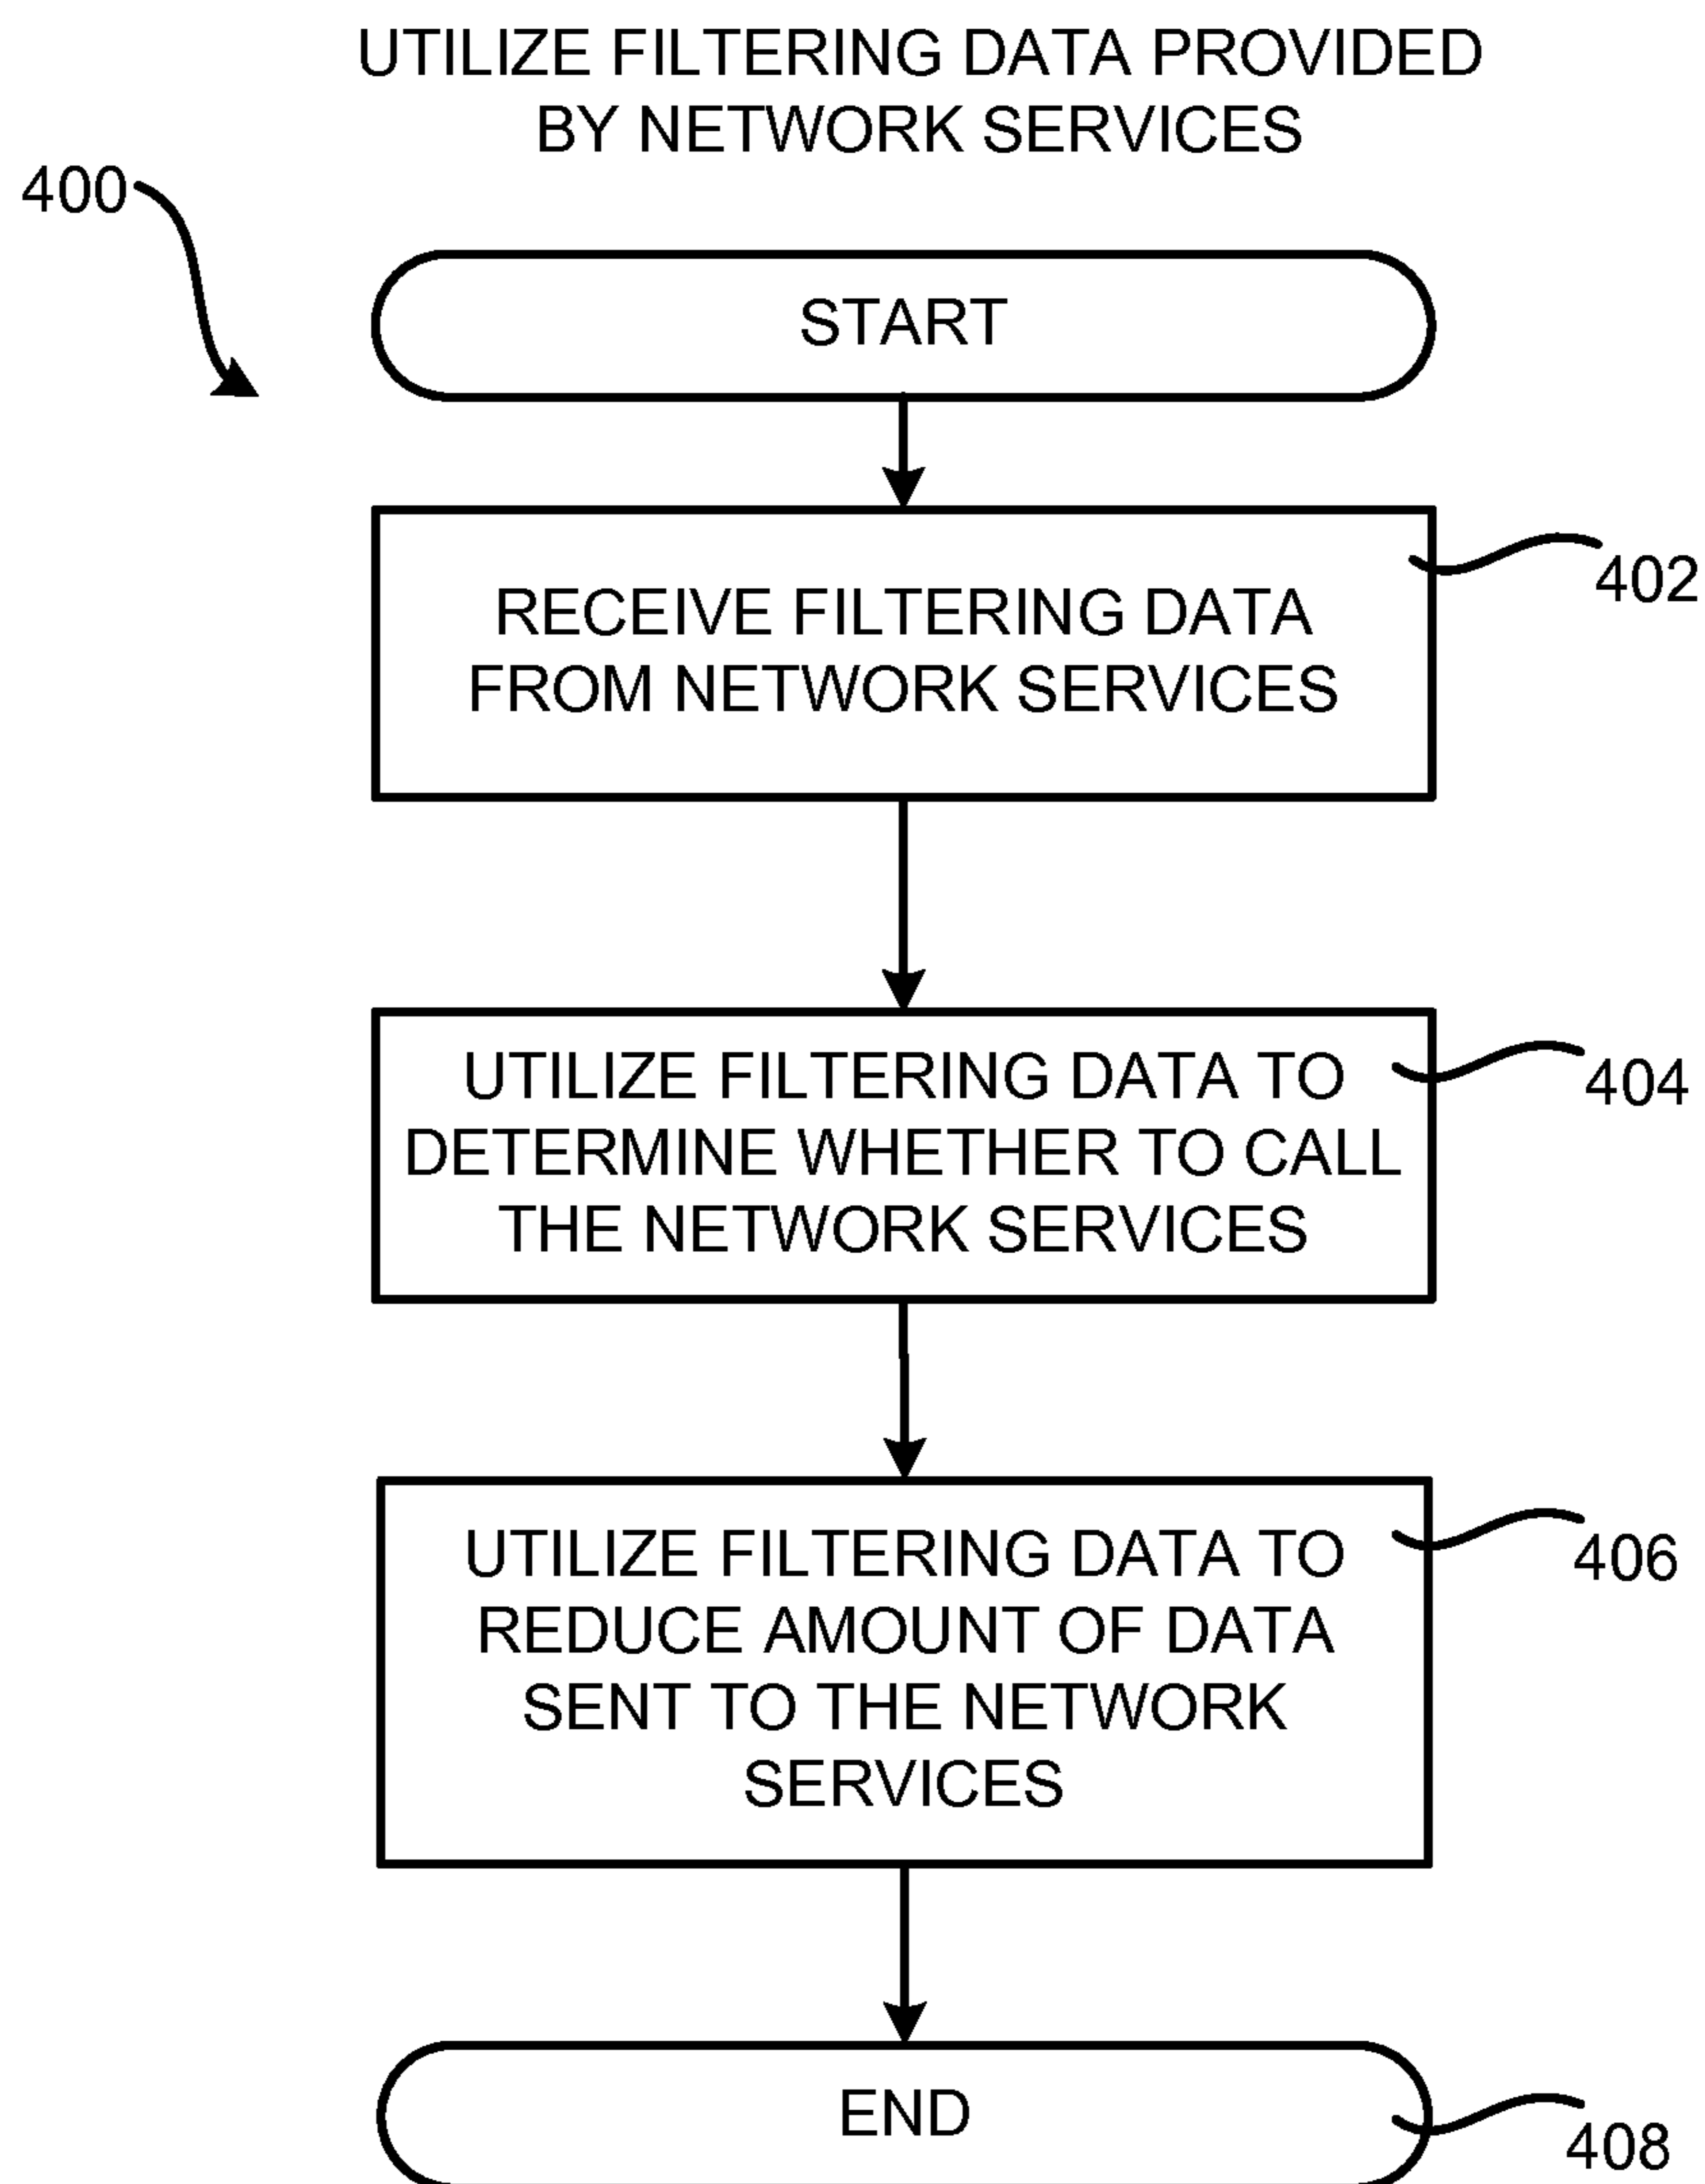 UTILIZE FILTERING DATA PROVIDED
BY NETWORK SERVICES
400
START
402
RECEIVE FILTERING DATA
FROM NETWORK SERVICES
404
UTILIZE FILTERING DATA TO
DETERMINE WHETHER TO CALL
THE NETWORK SERVICES
406
UTILIZE FILTERING DATA TO
REDUCE AMOUNT OF DATA
SENT TO THE NETWORK
SERVICES
END
408